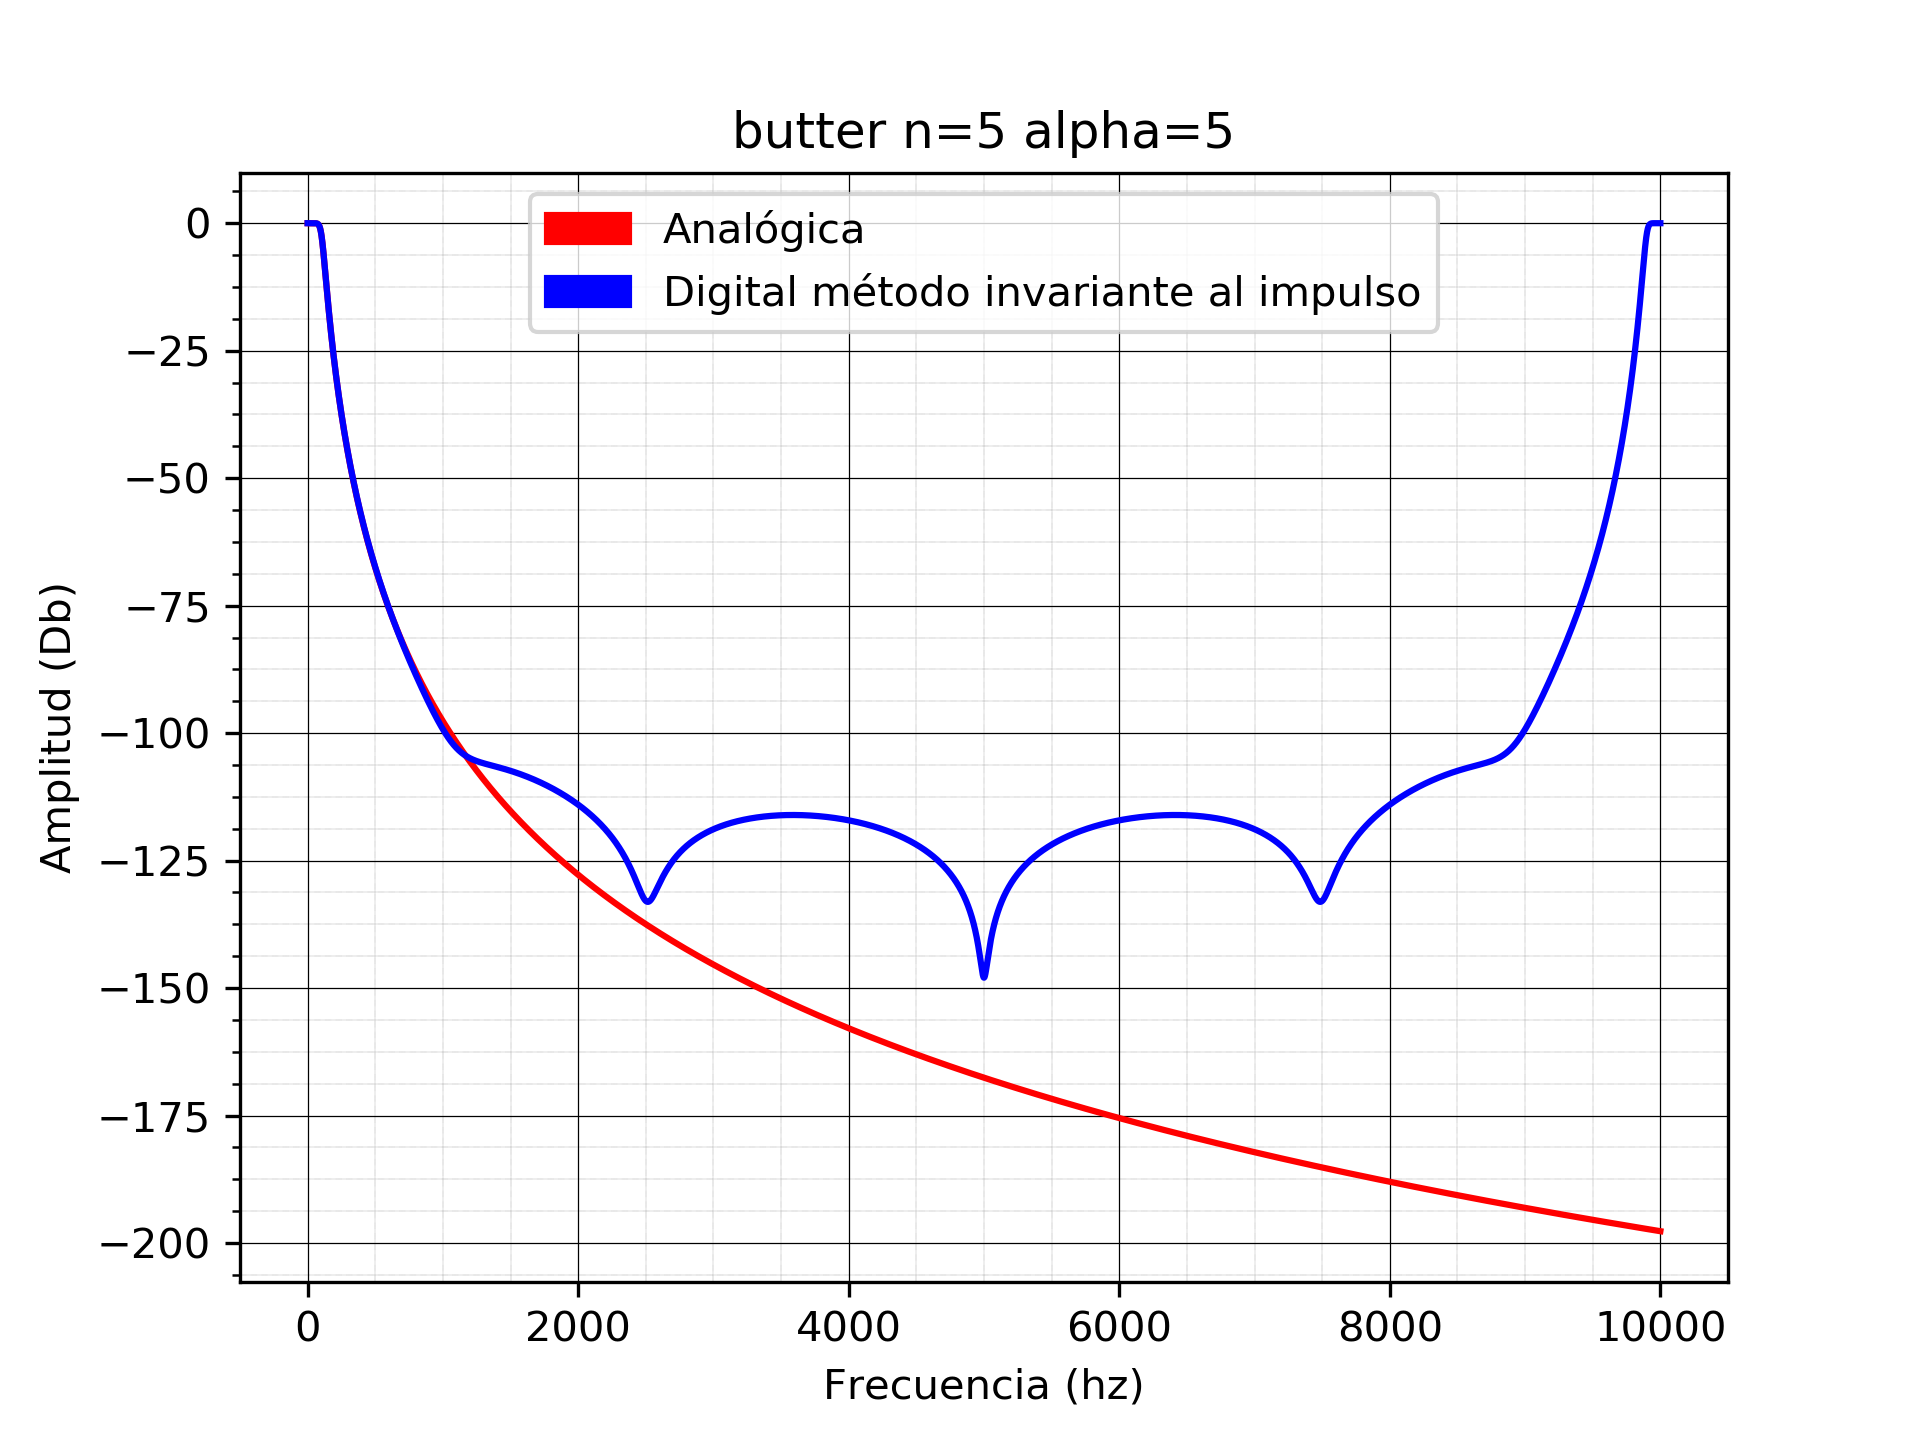 butter n=5 alpha=5
Analógica
Digital método invariante al impulso
0
−25
−50
−75
−100
−125
−150
−175
−200
Amplitud (Db)
0 2000 4000 6000 8000 10000
Frecuencia (hz)